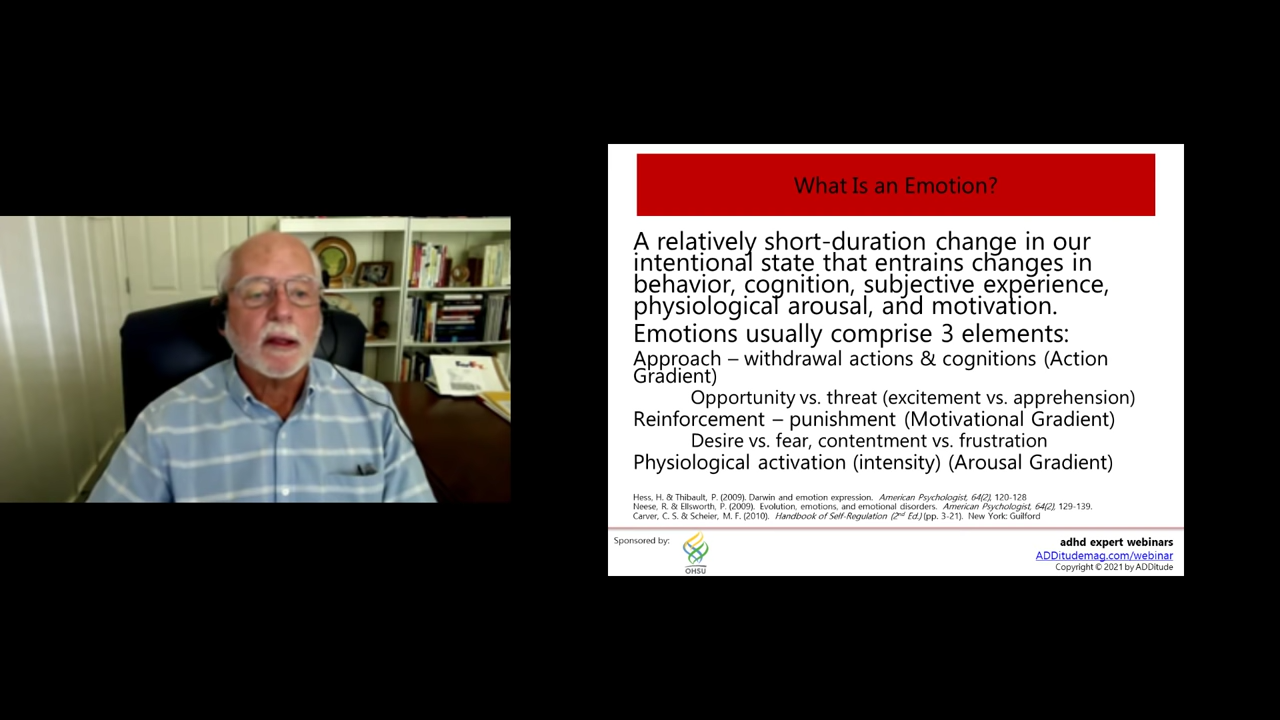 What Is an Emotion?
A relatively short-duration change in our
intentional state that entrains changes in
behavior, cognition, subjective experience,
physiological arousal, and motivation.
Emotions usually comprise 3 elements:
Approach – withdrawal actions & cognitions (Action
Gradient)
Opportunity vs. threat (excitement vs. apprehension)
Reinforcement – punishment (Motivational Gradient)
Desire vs. fear, contentment vs. frustration
Physiological activation (intensity) (Arousal Gradient)
Hess, H. & Thibault, P. (2009). Darwin and emotion expression. American Psychologist, 64(2), 120-128
Neese, R. & Ellsworth, P. (2009). Evolution, emotions, and emotional disorders. American Psychologist, 64(2), 129-139.
Carver, C. S. & Scheier, M. F. (2010). Handbook of Self-Regulation (2nd Ed.) (pp. 3-21). New York: Guilford
Sponsored by:
OHSU
adhd expert webinars
ADDitudemag.com/webinar
Copyright © 2021 by ADDitude
FedEx